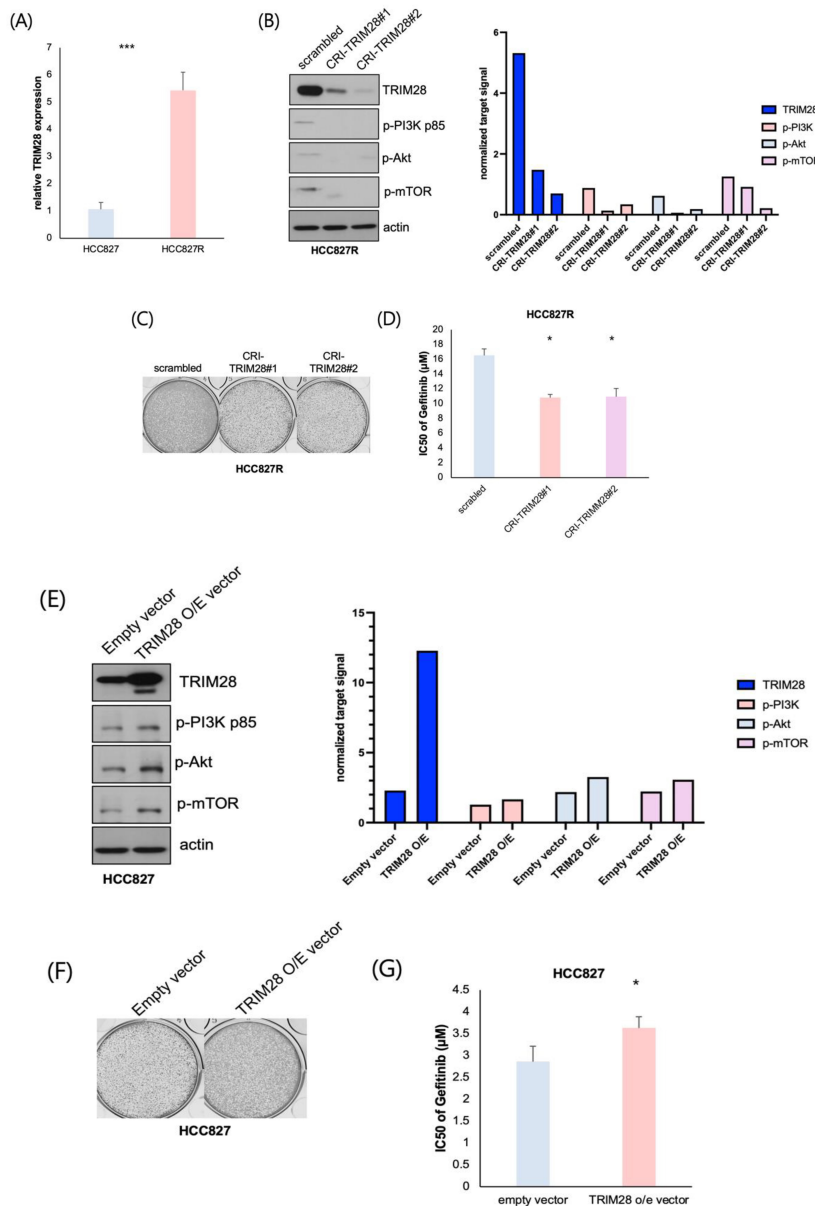 (A)
***
relative TRIM28 expression
7
6
5
4
3
2
1
0
HCC827
HCC827R
(B)
scrambled
CRI-TRIM28#1
CRI-TRIM28#2
TRIM28
p-PI3K p85
p-Akt
p-mTOR
actin
HCC827R
normalized target signal
6
4
2
0
scrambled
CRI-TRIM28#1
CRI-TRIM28#2
scrambled
CRI-TRIM28#1
CRI-TRIM28#2
scrambled
CRI-TRIM28#1
CRI-TRIM28#2
scrambled
CRI-TRIM28#1
CRI-TRIM28#2
TRIM28
p-PI3K
p-Akt
p-mTOR
(C)
scrambled
CRI-
TRIM28#1
CRI-
TRIM28#2
HCC827R
(D)
HCC827R
IC50 of Gefitinib (µM)
20
18
16
14
12
10
8
6
4
2
0
*
*
scrabled
CRI-TRIM28#1
CRI-TRIMM28#2
(E)
Empty vector
TRIM28 O/E vector
TRIM28
p-PI3K p85
p-Akt
p-mTOR
actin
HCC827
normalized target signal
15
10
5
0
Empty vector
TRIM28 O/E
Empty vector
TRIM28 O/E
Empty vector
TRIM28 O/E
Empty vector
TRIM28 O/E
TRIM28
p-PI3K
p-Akt
p-mTOR
(F)
Empty vector
TRIM28 O/E vector
HCC827
(G)
HCC827
*
IC50 of Gefitinib (µM)
4.5
4
3.5
3
2.5
2
1.5
1
0.5
0
empty vector
TRIM28 o/e vector